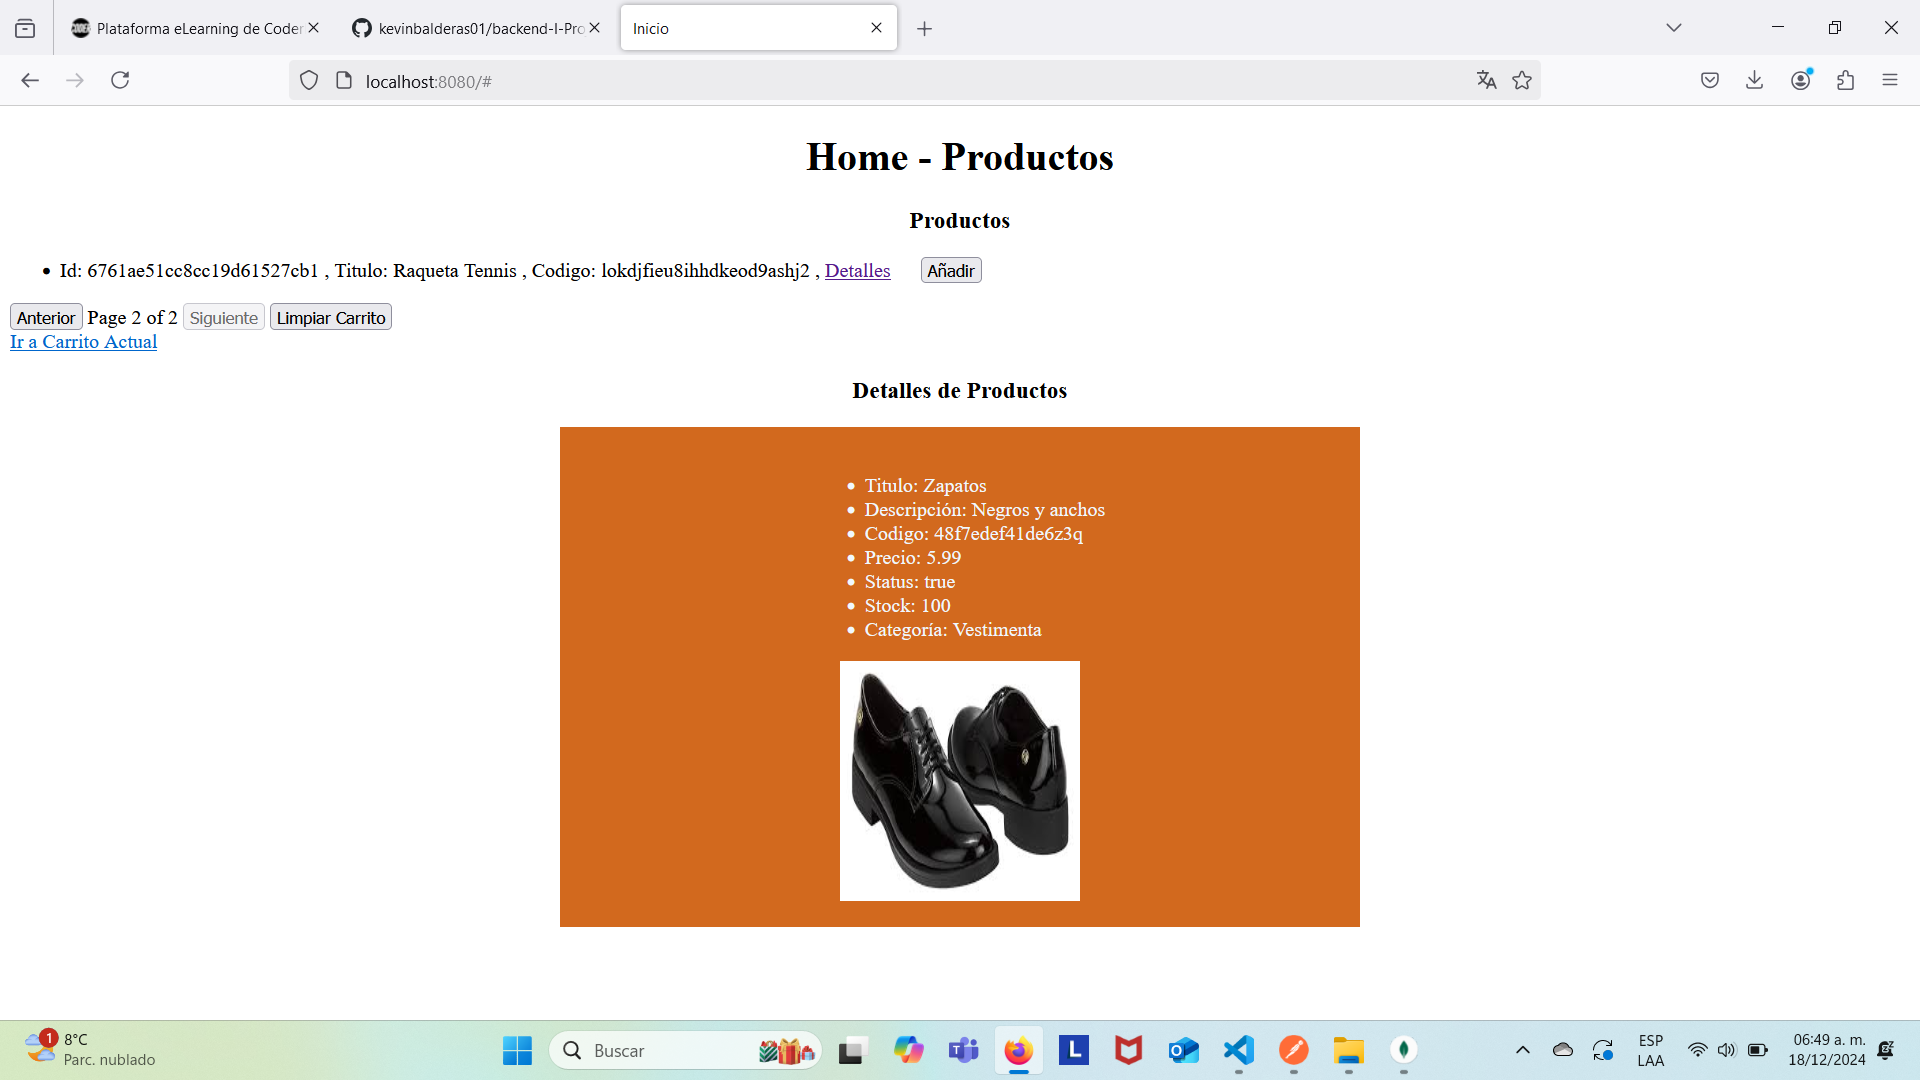 Plataforma eLearning de Coder
kevinbalderas01/backend-I-Pro
Inicio
localhost:8080/#
Home - Productos
Productos
Id: 6761ae51cc8cc19d61527cb1 , Titulo: Raqueta Tennis , Codigo: lokdjfieu8ihhdkeod9ashj2 , Detalles Añadir
Anterior Page 2 of 2 Siguiente Limpiar Carrito
Ir a Carrito Actual
Detalles de Productos
Titulo: Zapatos
Descripción: Negros y anchos
Codigo: 48f7edef41de6z3q
Precio: 5.99
Status: true
Stock: 100
Categoría: Vestimenta
1
8°C
Parc. nublado
Buscar
L
ESP
LAA
06:49 a. m.
18/12/2024